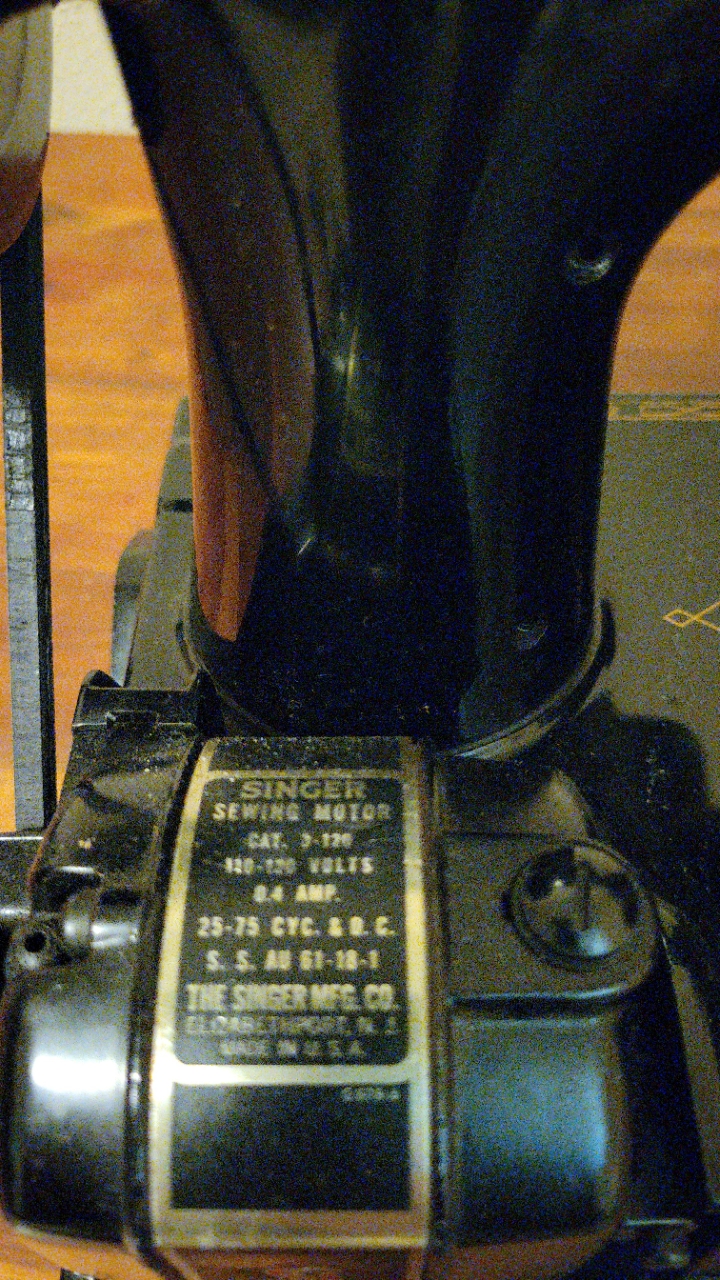 SINGER
SEWING MOTOR
CAT. 3-120
110-120 VOLTS
0.4 AMP.
25-75 CYC. & D.C.
S. S. AU 61-18-1
THE SINGER MFG. CO.
ELIZABETHPORT, N. J.
MADE IN U. S. A.